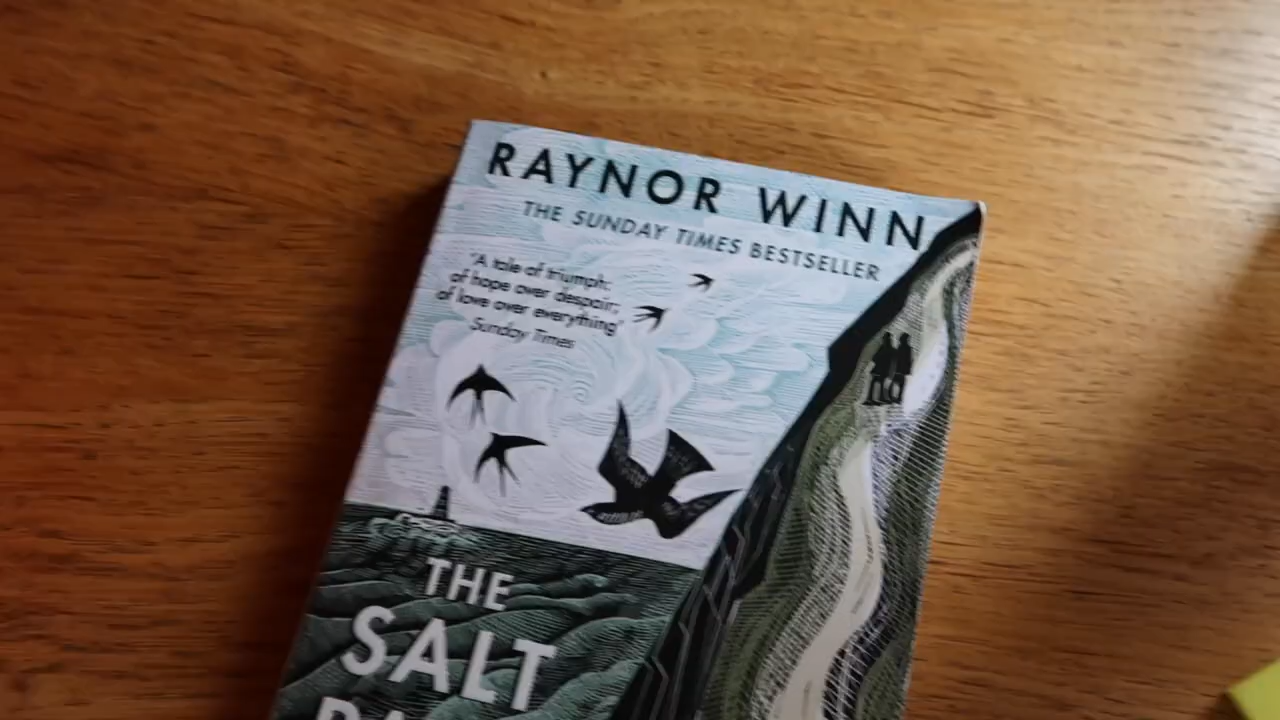 RAYNOR WINN
THE SUNDAY TIMES BESTSELLER
'A tale of triumph:
of hope over despair;
of love over everything'
Sunday Times
THE
SALT